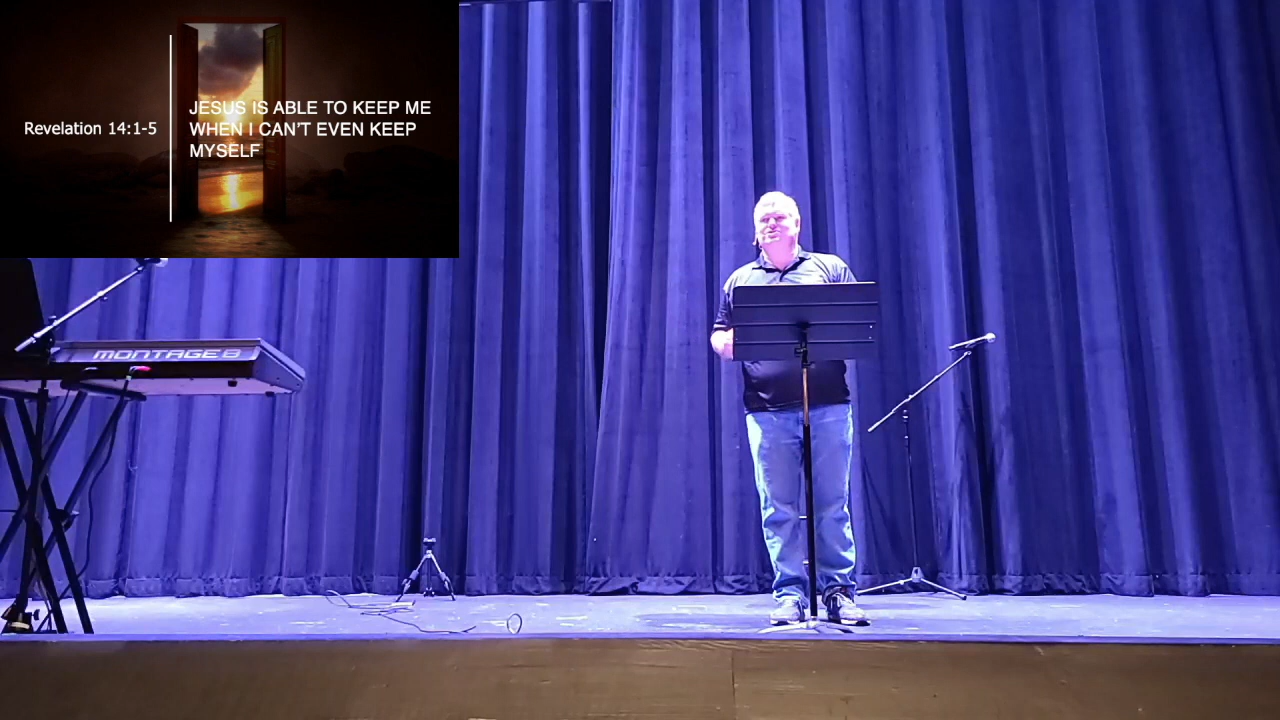 Revelation 14:1-5
JESUS IS ABLE TO KEEP ME
WHEN I CAN'T EVEN KEEP
MYSELF
MONTAGE8